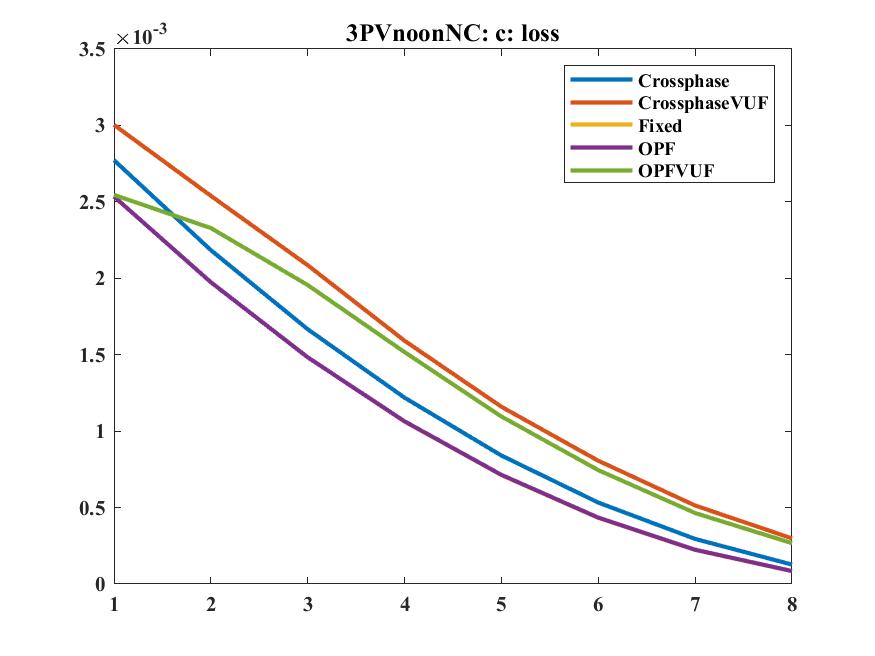 ×10-3
3PVnoonNC: c: loss
3.5
3
2.5
2
1.5
1
0.5
0
1 2 3 4 5 6 7 8
Crossphase
CrossphaseVUF
Fixed
OPF
OPFVUF